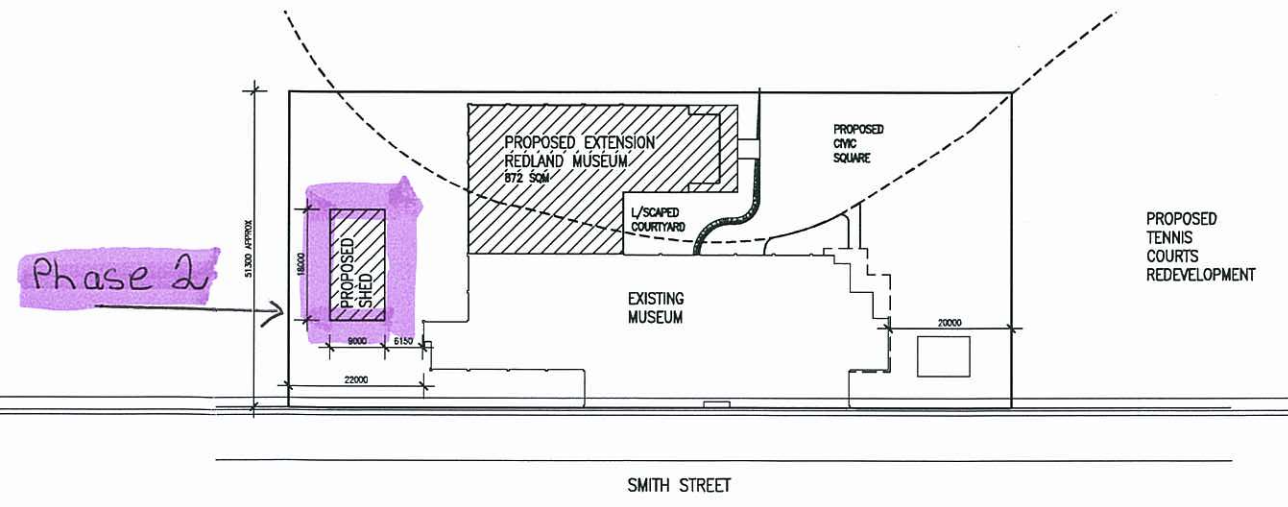 PROPOSED EXTENSION
REDLAND MUSEUM
872 SQM
PROPOSED
CIVIC
SQUARE
L/SCAPED
COURTYARD
PROPOSED
TENNIS
COURTS
REDEVELOPMENT
51300 APPROX
18000
PROPOSED
SHED
Phase 2
EXISTING
MUSEUM
20000
9000
6150
22000
SMITH STREET